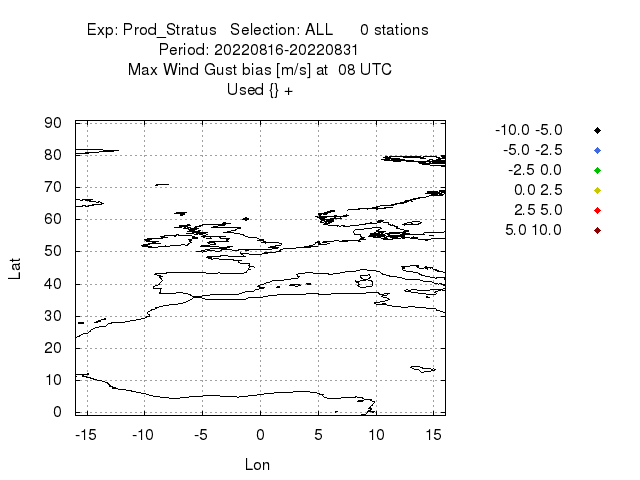 Exp: Prod_Stratus   Selection: ALL      0 stations
Period: 20220816-20220831
Max Wind Gust bias [m/s] at  08 UTC
Used {} +
90
80
70
60
50
40
30
20
10
0
Lat
-15 -10 -5 0 5 10 15
Lon
-10.0 -5.0
-5.0 -2.5
-2.5 0.0
0.0 2.5
2.5 5.0
5.0 10.0